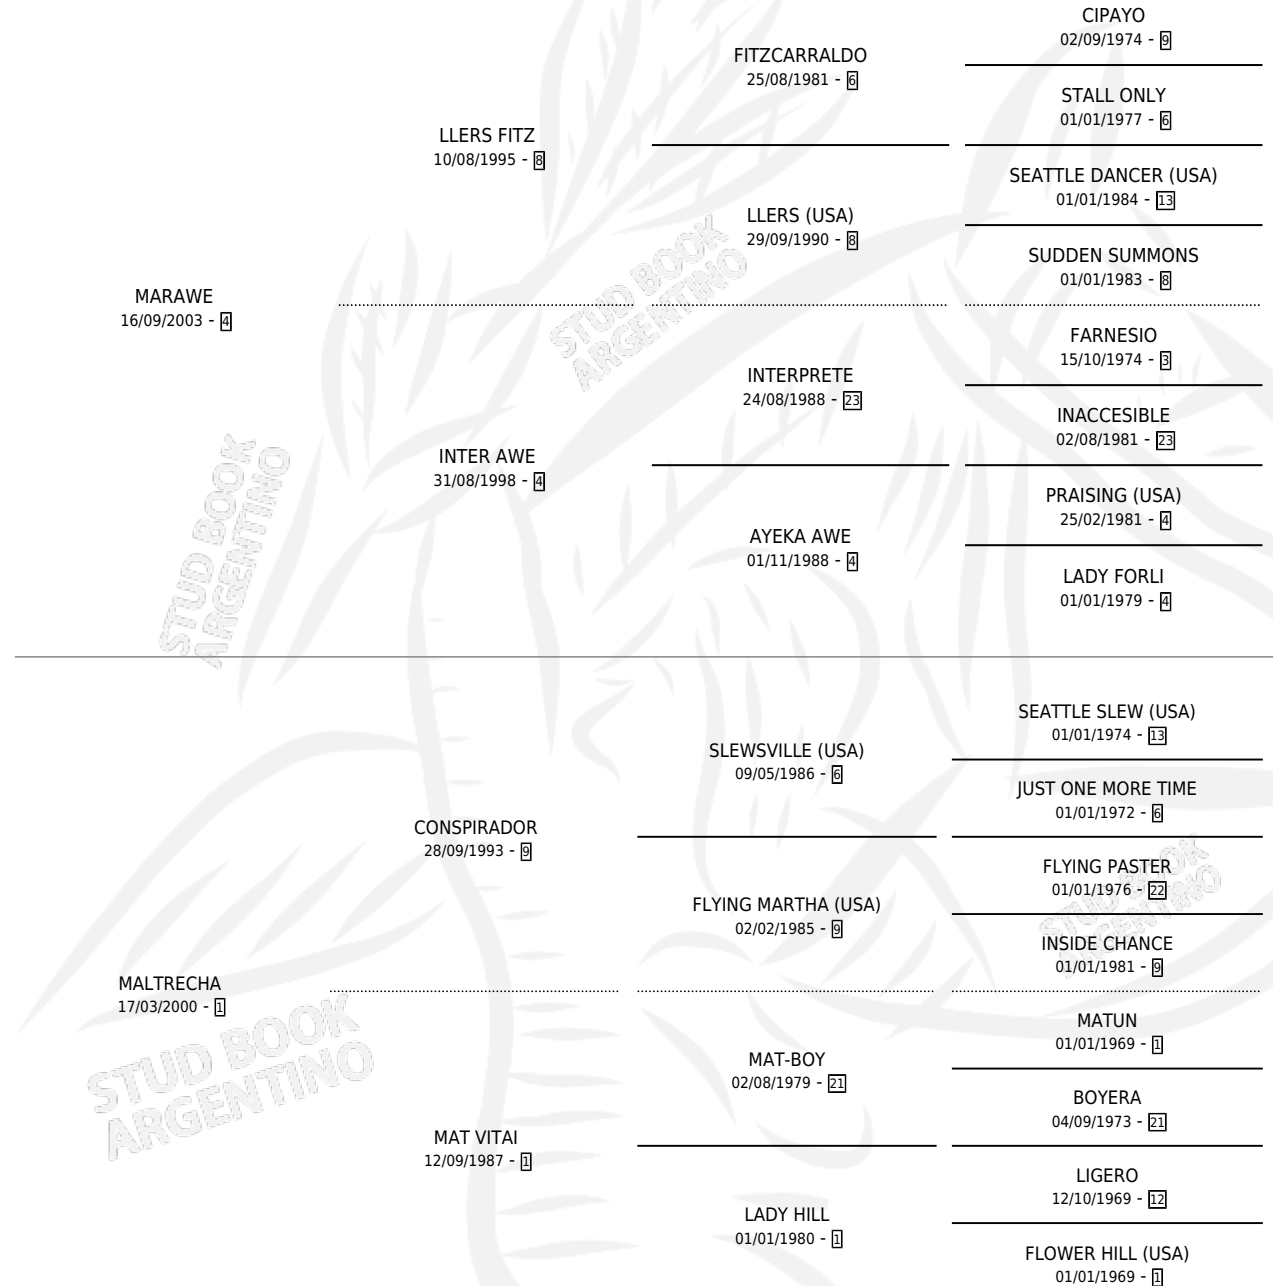 CIPAYO
02/09/1974 - 9
FITZCARRALDO
25/08/1981 - 6
STALL ONLY
01/01/1977 - 6
LLERS FITZ
10/08/1995 - 8
SEATTLE DANCER (USA)
01/01/1984 - 13
LLERS (USA)
29/09/1990 - 8
SUDDEN SUMMONS
01/01/1983 - 8
MARAWE
16/09/2003 - 4
STUD BOOK
ARGENTINO
FARNESIO
15/10/1974 - 3
INTERPRETE
24/08/1988 - 23
INACCESIBLE
02/08/1981 - 23
INTER AWE
31/08/1998 - 4
STUD BOOK
ARGENTINO
PRAISING (USA)
25/02/1981 - 4
AYEKA AWE
01/11/1988 - 4
LADY FORLI
01/01/1979 - 4
SEATTLE SLEW (USA)
01/01/1974 - 13
SLEWSVILLE (USA)
09/05/1986 - 6
JUST ONE MORE TIME
01/01/1972 - 6
CONSPIRADOR
28/09/1993 - 9
FLYING PASTER
01/01/1976 - 22
STUD BOOK
ARGENTINO
FLYING MARTHA (USA)
02/02/1985 - 9
INSIDE CHANCE
01/01/1981 - 9
MALTRECHA
17/03/2000 - 1
STUD BOOK
ARGENTINO
MATUN
01/01/1969 - 1
MAT-BOY
02/08/1979 - 21
BOYERA
04/09/1973 - 21
MAT VITAI
12/09/1987 - 1
LIGERO
12/10/1969 - 12
LADY HILL
01/01/1980 - 1
FLOWER HILL (USA)
01/01/1969 - 1